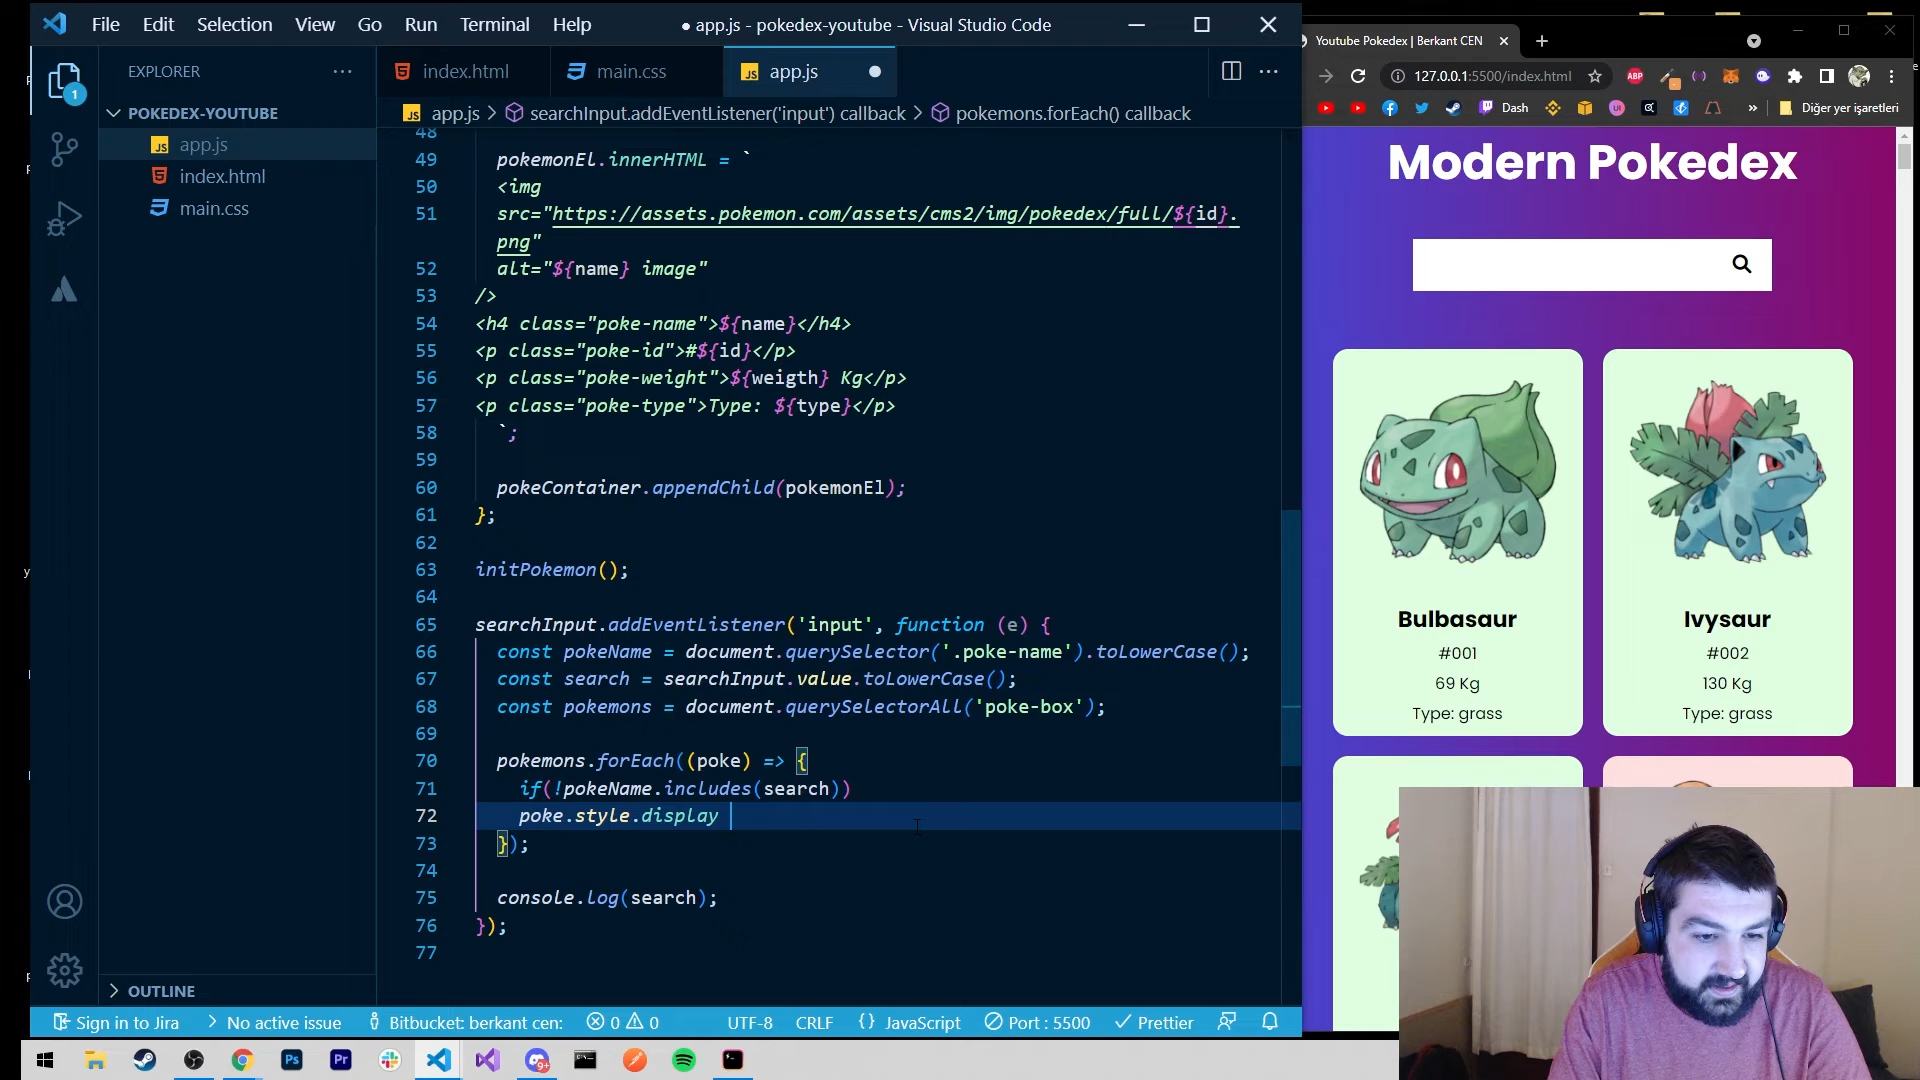 File Edit Selection View Go Run Terminal Help
● app.js - pokedex-youtube - Visual Studio Code
EXPLORER
index.html
main.css
app.js
app.js > searchInput.addEventListener('input') callback > pokemons.forEach() callback
POKEDEX-YOUTUBE
app.js
index.html
main.css
1
48
49 pokemonEl.innerHTML = `
50 <img
51 src="https://assets.pokemon.com/assets/cms2/img/pokedex/full/${id}.
png"
52 alt="${name} image"
53 />
54 <h4 class="poke-name">${name}</h4>
55 <p class="poke-id">#${id}</p>
56 <p class="poke-weight">${weigth} Kg</p>
57 <p class="poke-type">Type: ${type}</p>
58 `;
59
60 pokeContainer.appendChild(pokemonEl);
61 };
62
63 initPokemon();
64
65 searchInput.addEventListener('input', function (e) {
66 const pokeName = document.querySelector('.poke-name').toLowerCase();
67 const search = searchInput.value.toLowerCase();
68 const pokemons = document.querySelectorAll('poke-box');
69
70 pokemons.forEach((poke) => {
71 if(!pokeName.includes(search))
72 poke.style.display
73 });
74
75 console.log(search);
76 });
77
OUTLINE
Sign in to Jira
No active issue
Bitbucket: berkant cen:
0 0
UTF-8
CRLF
{} JavaScript
Port : 5500
Prettier
Youtube Pokedex | Berkant CEN
127.0.0.1:5500/index.html
ABP
Dash
Diğer yer işaretleri
Modern Pokedex
Bulbasaur
#001
69 Kg
Type: grass
Ivysaur
#002
130 Kg
Type: grass
Ps
Pr
9+